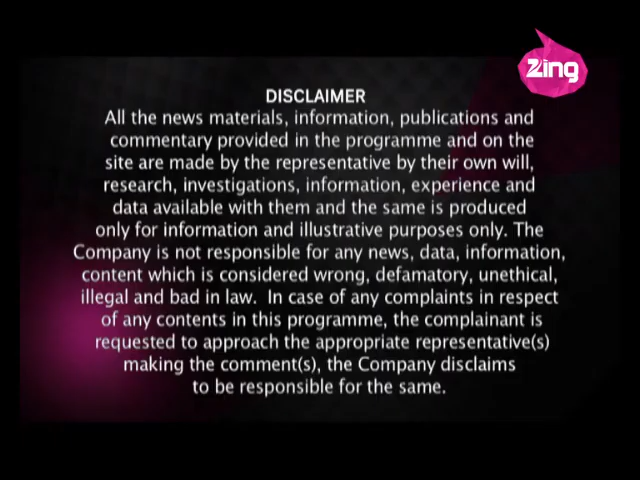 Zing
DISCLAIMER
All the news materials, information, publications and
commentary provided in the programme and on the
site are made by the representative by their own will,
research, investigations, information, experience and
data available with them and the same is produced
only for information and illustrative purposes only. The
Company is not responsible for any news, data, information,
content which is considered wrong, defamatory, unethical,
illegal and bad in law. In case of any complaints in respect
of any contents in this programme, the complainant is
requested to approach the appropriate representative(s)
making the comment(s), the Company disclaims
to be responsible for the same.